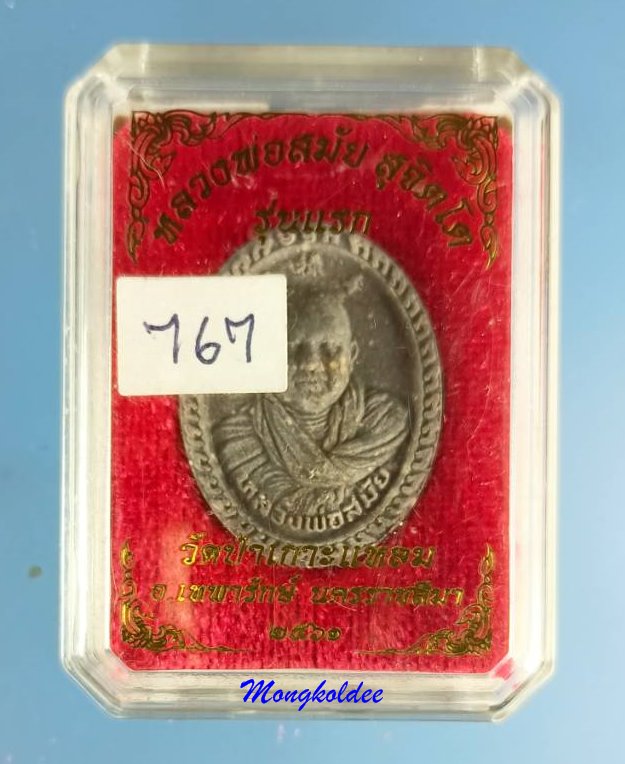 หลวงพ่อสมัย สุจิตโต
รุ่นแรก
767
หลวงพ่อสมัย
วัดป่าเกาะแหลม
อ.เทพารักษ์ นครราชสีมา
๒๕๖๑
Mongkoldee